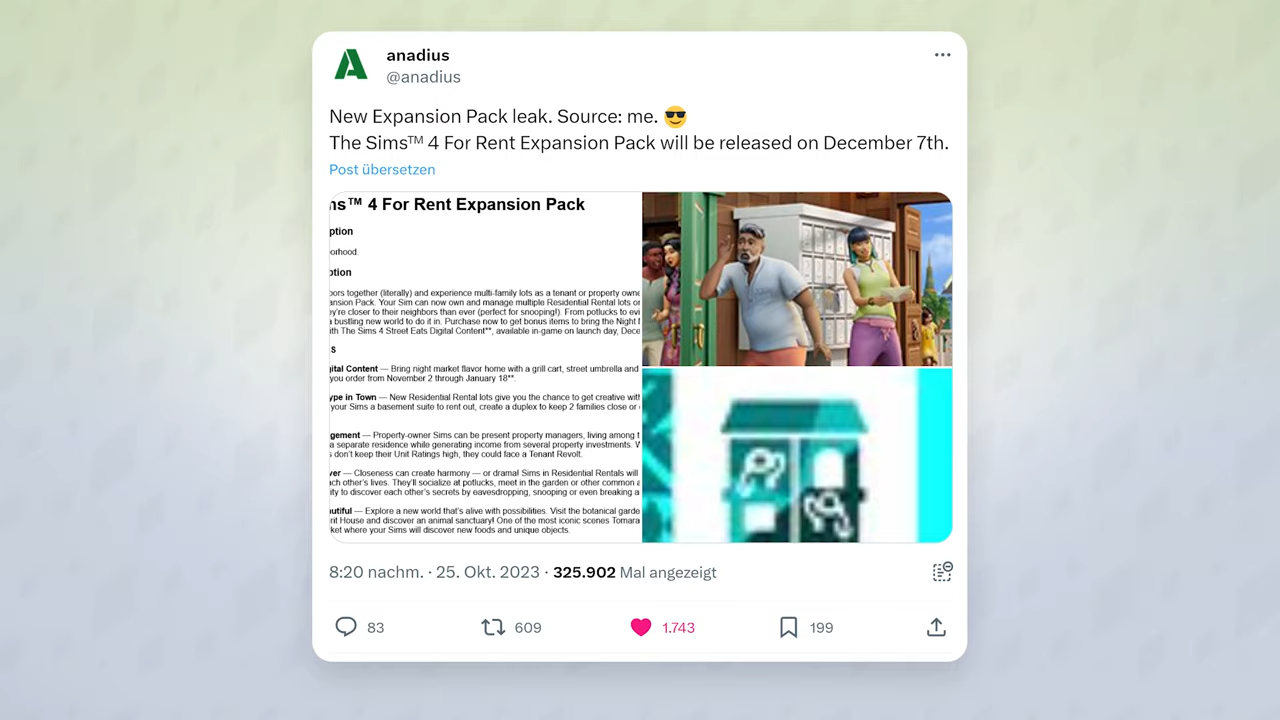 anadius
@anadius
New Expansion Pack leak. Source: me. 😎
The Sims™ 4 For Rent Expansion Pack will be released on December 7th.
Post übersetzen
ns™ 4 For Rent Expansion Pack
ption
orhood.
ption
bors together (literally) and experience multi-family lots as a tenant or property owne
ansion Pack. Your Sim can now own and manage multiple Residential Rental lots or
ey're closer to their neighbors than ever (perfect for snooping!). From potlucks to evi
a bustling new world to do it in. Purchase now to get bonus items to bring the Night
ith The Sims 4 Street Eats Digital Content**, available in-game on launch day, Dece
s
gital Content — Bring night market flavor home with a grill cart, street umbrella and
you order from November 2 through January 18**.
ype in Town — New Residential Rental lots give you the chance to get creative with
your Sims a basement suite to rent out, create a duplex to keep 2 families close or
gement — Property-owner Sims can be present property managers, living among t
a separate residence while generating income from several property investments. W
s don't keep their Unit Ratings high, they could face a Tenant Revolt.
ver — Closeness can create harmony — or drama! Sims in Residential Rentals will
ach other's lives. They'll socialize at potlucks, meet in the garden or other common a
ity to discover each other's secrets by eavesdropping, snooping or even breaking a
utiful — Explore a new world that's alive with possibilities. Visit the botanical garde
rit House and discover an animal sanctuary! One of the most iconic scenes Tomara
ket where your Sims will discover new foods and unique objects.
8:20 nachm. · 25. Okt. 2023 · 325.902 Mal angezeigt
83 609 1.743 199